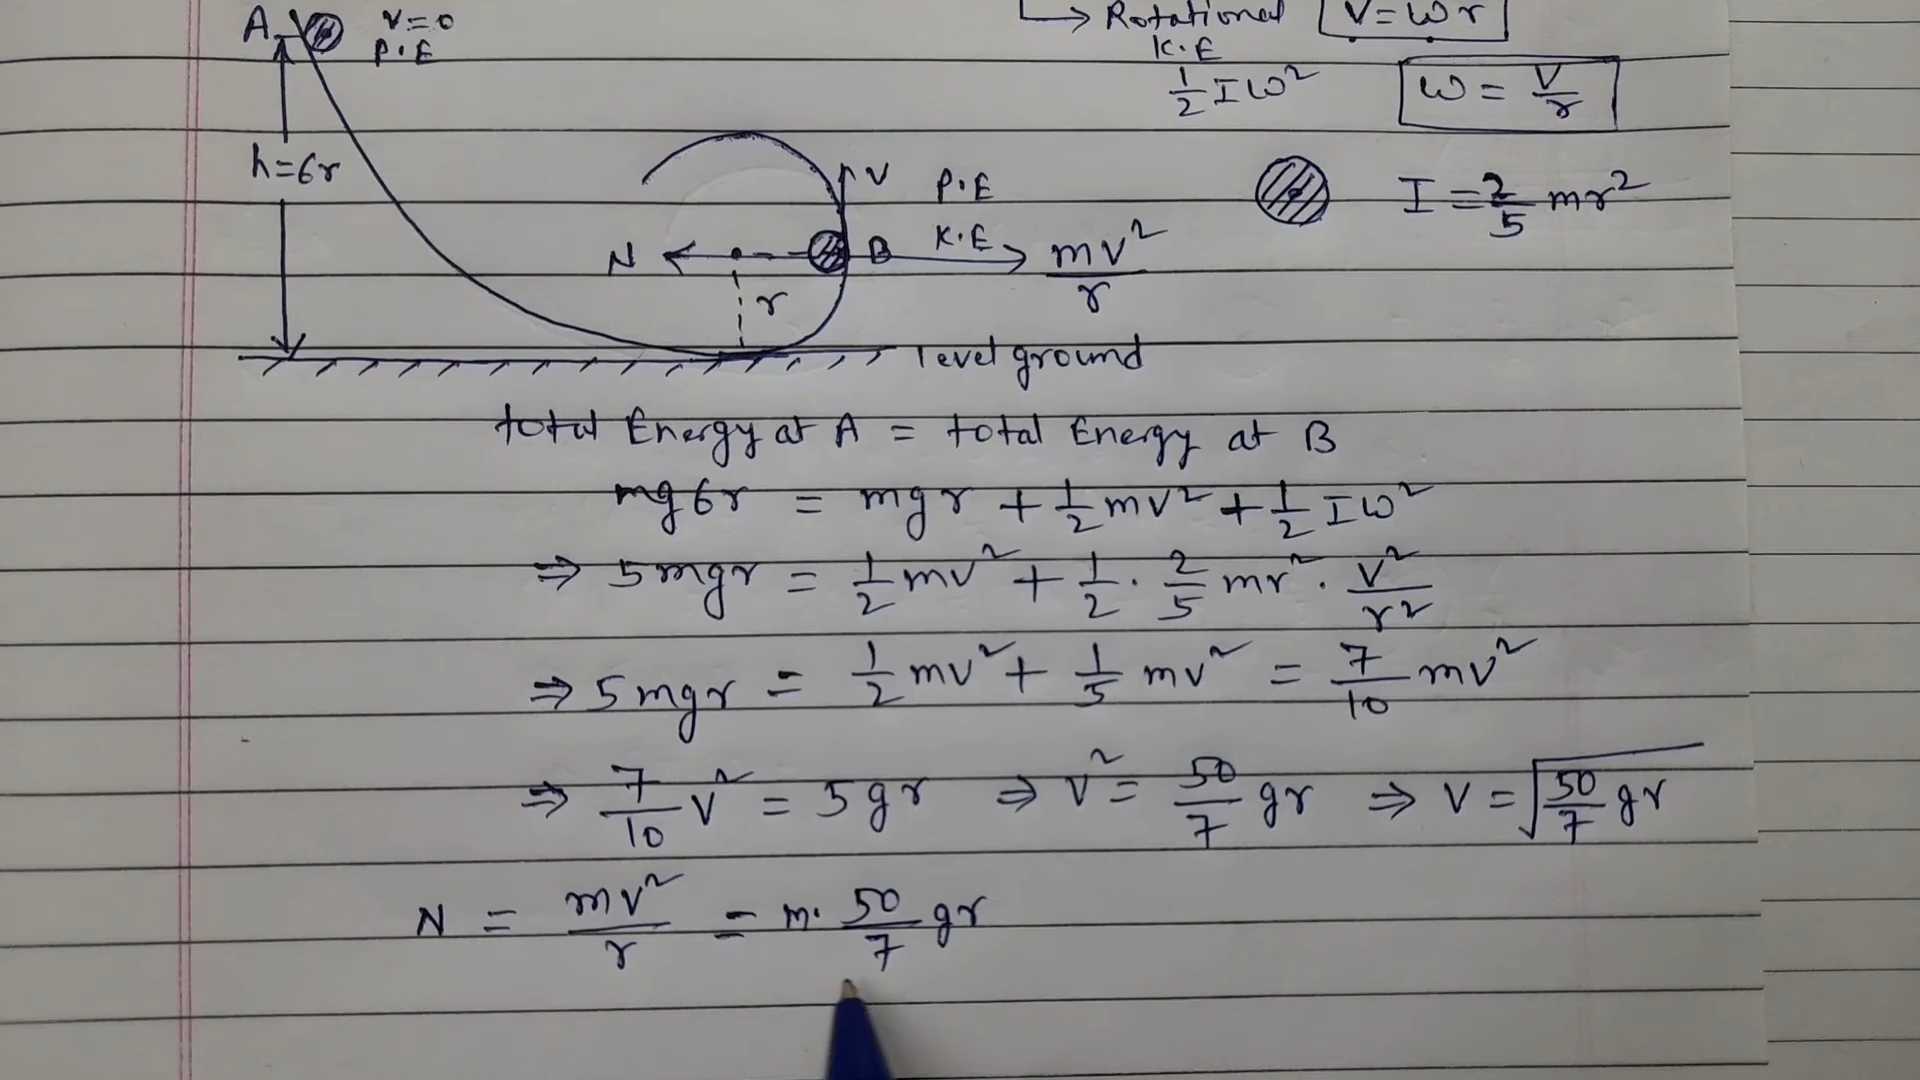 A v=0 P.E
→ Rotational K.E ½Iω²
V=ωr
ω = V/r
h=6r
V P.E
K.E
N B mv²/r
r
I = 2/5 mr²
level ground
total Energy at A = total Energy at B
mg6r = mgr + ½mv² + ½Iω²
⇒ 5mgr = ½mv² + ½ · 2/5 mr² · v²/r²
⇒ 5mgr = ½mv² + 1/5 mv² = 7/10 mv²
⇒ 7/10 v² = 5gr ⇒ v² = 50/7 gr ⇒ v = √(50/7 gr)
N = mv²/r = m· 50/7 gr